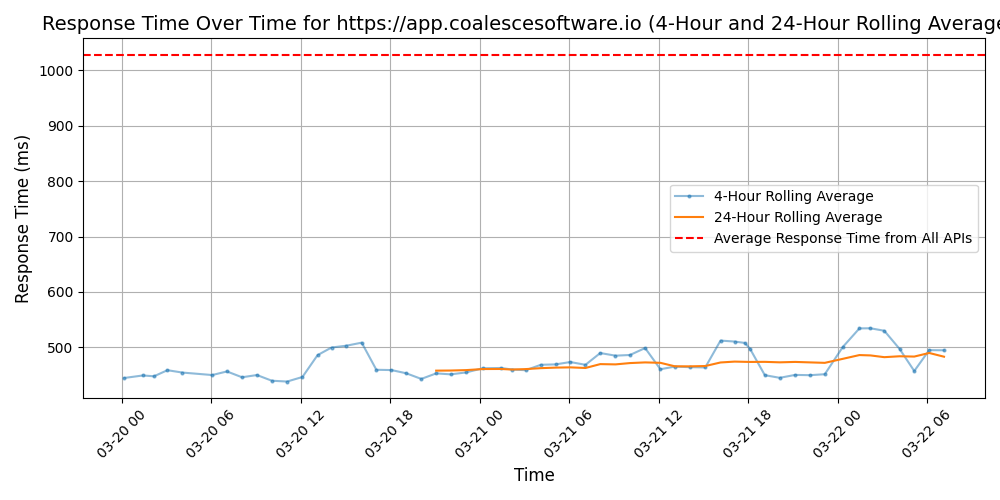 Response Time Over Time for https://app.coalescesoftware.io (4-Hour and 24-Hour Rolling Average
Response Time (ms)
1000
900
800
700
600
500
4-Hour Rolling Average
24-Hour Rolling Average
Average Response Time from All APIs
03-20 00
03-20 06
03-20 12
03-20 18
03-21 00
03-21 06
03-21 12
03-21 18
03-22 00
03-22 06
Time